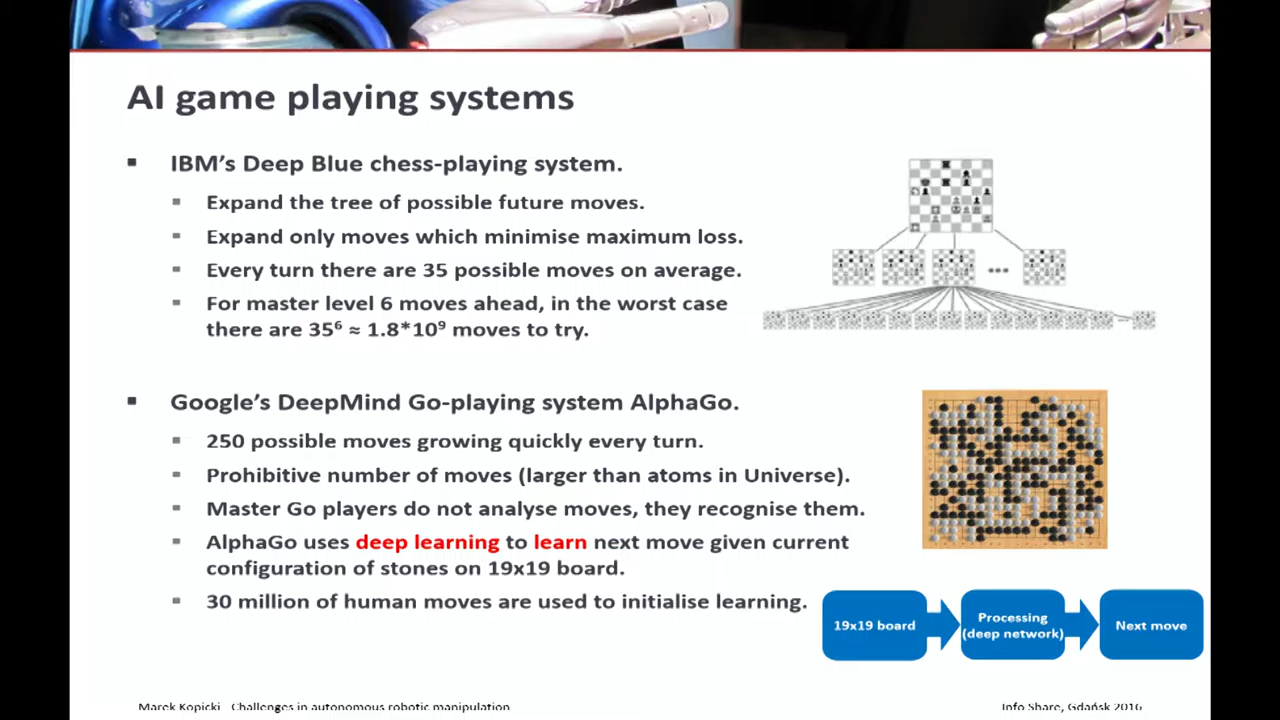 AI game playing systems
IBM's Deep Blue chess-playing system.
Expand the tree of possible future moves.
Expand only moves which minimise maximum loss.
Every turn there are 35 possible moves on average.
For master level 6 moves ahead, in the worst case
there are 35⁶ ≈ 1.8*10⁹ moves to try.
Google's DeepMind Go-playing system AlphaGo.
250 possible moves growing quickly every turn.
Prohibitive number of moves (larger than atoms in Universe).
Master Go players do not analyse moves, they recognise them.
AlphaGo uses deep learning to learn next move given current
configuration of stones on 19x19 board.
30 million of human moves are used to initialise learning.
19x19 board
Processing
(deep network)
Next move
Marek Kopicki Challenges in autonomous robotic manipulation
Info Share, Gdańsk 2016